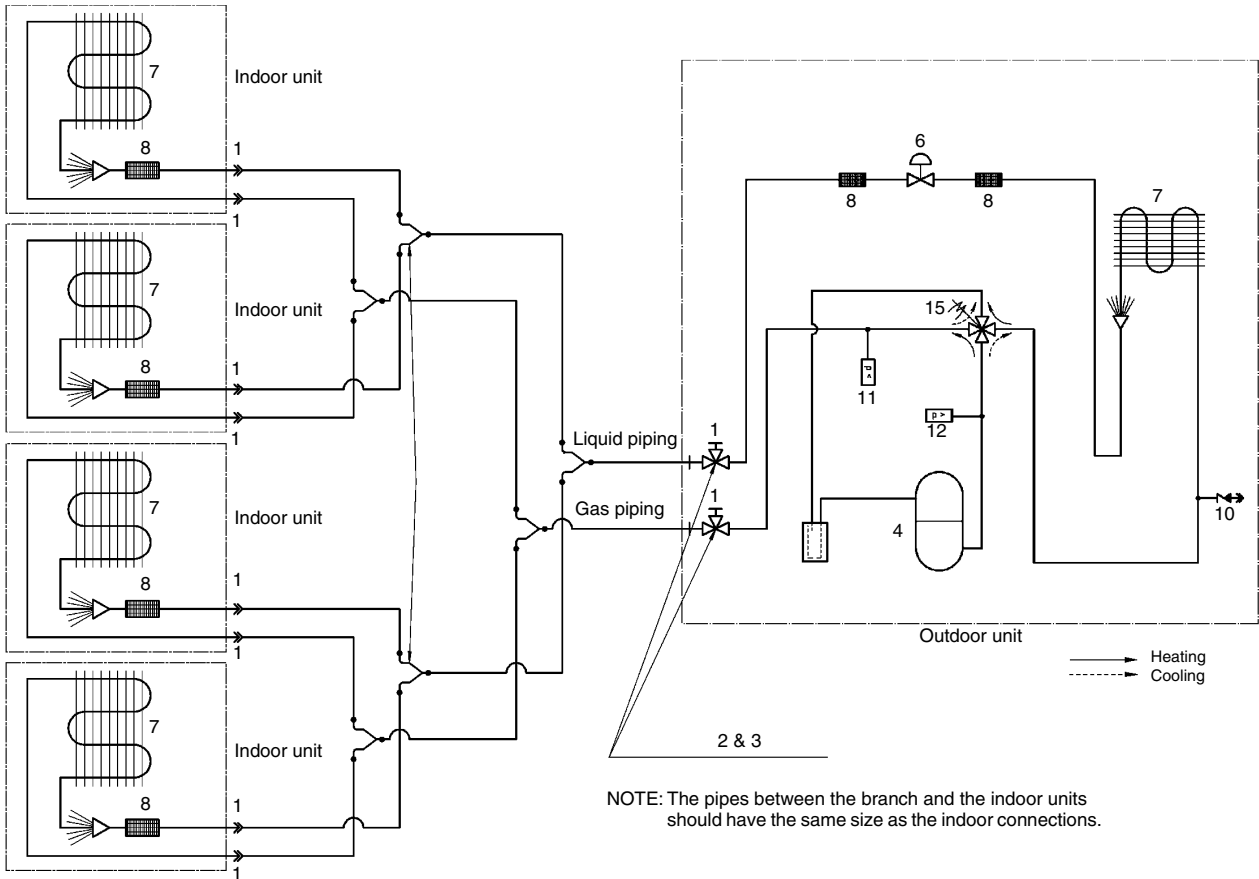 7
Indoor unit
8
1
1
7
Indoor unit
8
1
1
7
Indoor unit
8
1
1
7
Indoor unit
8
1
1
Liquid piping
Gas piping
6
8
8
7
15
P <
11
P >
12
1
1
4
10
Outdoor unit
Heating
Cooling
2 & 3
NOTE: The pipes between the branch and the indoor units
should have the same size as the indoor connections.